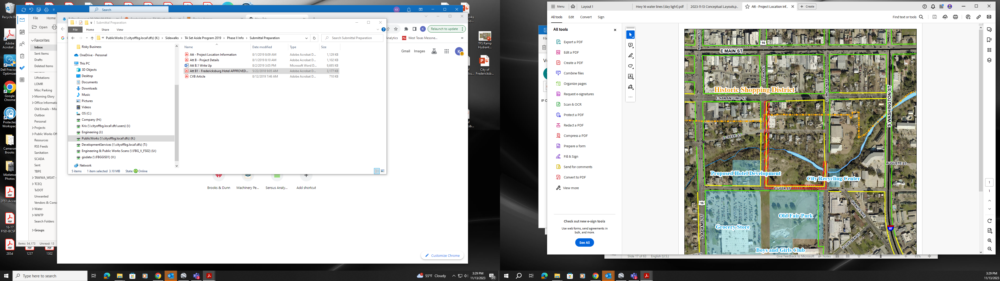 Recycle Bin
Adobe
Acrobat ...
Dell Precision
Optimizer
Google
Chrome
Protected
Workspace
Cameron
Brooks
Mistletoe
Photos
2F51-Acces
16-17
FISD-BCSF
285d
1237
1302
Search
KK
File
Home
Open
Favorites
Inbox
Sent Items
Drafts
Deleted Items
Liftstations
LOMR
Misc Parking
Morning Glory
Office Informatio
Old Emails - Mis
Outbox
Personal
Projects
Public Works Off
Resources
RSS Feeds
Sanitation
SCADA
Sent
TBPE
TAWWA_WEAT -
TCEQ
TxDOT
Unwanted
Vendors & Consu
Water
WWTP
Search Folders
Groups
Items: 54,173
Unread: 13
Submittal Preparation
File
Home
Share
View
PublicWorks (\\cityoffbg.local\dfs) (K:)
Sidewalks
TA Set Aside Program 2019
Phase II Info
Submittal Preparation
Search Submittal Preparation
Risky Business
OneDrive - Personal
This PC
3D Objects
Desktop
Documents
Downloads
Music
Pictures
Videos
OS (C:)
Company (H:)
Kris (\\cityoffbg.local\dfs\users) (I:)
Engineering (J:)
PublicWorks (\\cityoffbg.local\dfs) (K:)
DevelopmentServices (\\cityoffbg.local\dfs) (T:)
Engineering & Public Works Scans (\\FBG_V_FS02) (U:)
gisdata (\\FBGGIS01) (V:)
Network
Name
Date modified
Type
Size
Att - Project Location Information
8/1/2019 8:09 AM
Adobe Acrobat D...
1,129 KB
Att B - Project Details
8/1/2019 8:10 AM
Adobe Acrobat D...
1,102 KB
Att B.1 Write Up
8/2/2019 3:05 PM
Microsoft Word D...
9,695 KB
Att B1 - Fredericksburg Hotel APPROVED...
5/22/2018 9:05 AM
Adobe Acrobat D...
3,177 KB
CVB Article
8/12/2019 7:46 AM
Adobe Acrobat D...
710 KB
5 items
1 item selected 3.10 MB
State:
Online
K
Relaunch to update
Analytics
West Texas Mesone...
Gmail
Images
K
Brooks & Dunn
Machinery Pe...
Sensus Analy...
Add shortcut
Customize Chrome
TFS Ramp
Hydrant...
City of
Fredericksb...
Menu
Layout 1
Hwy 16 water lines (day light).pdf
2023-11-13 Conceptual Layouts.p...
Att - Project Location Inf...
Create
All tools
Edit
Convert
Sign
Find text or tools
All tools
Export a PDF
Edit a PDF
Create a PDF
Combine files
Organize pages
Request e-signatures
Scan & OCR
Protect a PDF
Redact a PDF
Compress a PDF
Prepare a form
Fill & Sign
Send for comments
Convert to PDF
View more
Check out new e-sign tools
Use web forms, send agreements in
bulk, and more.
See All
N ADAMS ST
16
E MAIN ST
S LLANO ST
S LINCOLN ST
S WASHINGTON ST
Historic Shopping District
E SAN ANTONIO ST
E CREEK ST
AUGUSTE ST
Proposed Hotel Development
City Recycling Center
E UFER ST
16
S ADAMS ST
GRANITE AVE
Old Fair Park
Grocery Store
87
E LIVE OAK ST
Boys and Girls Club
1
1
Slide 17 of 63
English (U.S.)
Give Feedback to Microsoft
Notes
95%
Type here to search
55°F Cloudy
3:29 PM
11/13/2023
20
3:29 PM
11/13/2023